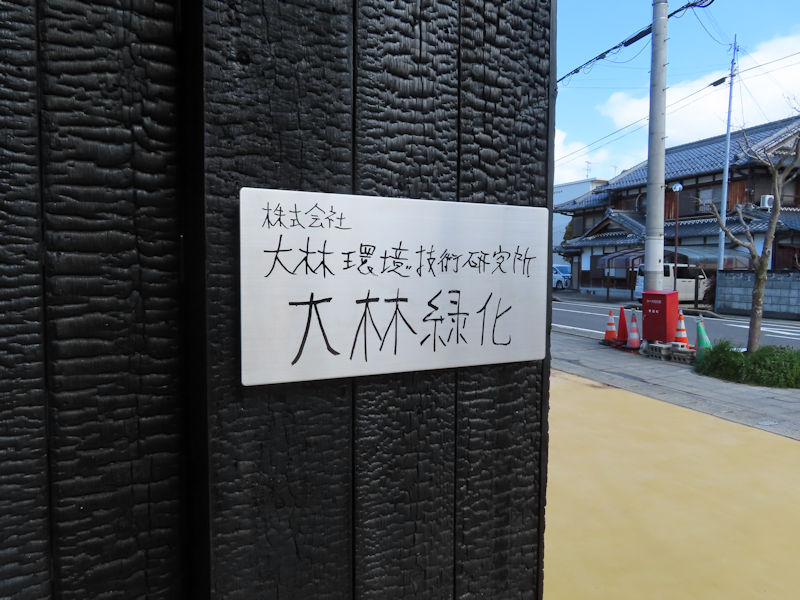 株式会社
大林環境技術研究所
大林緑化